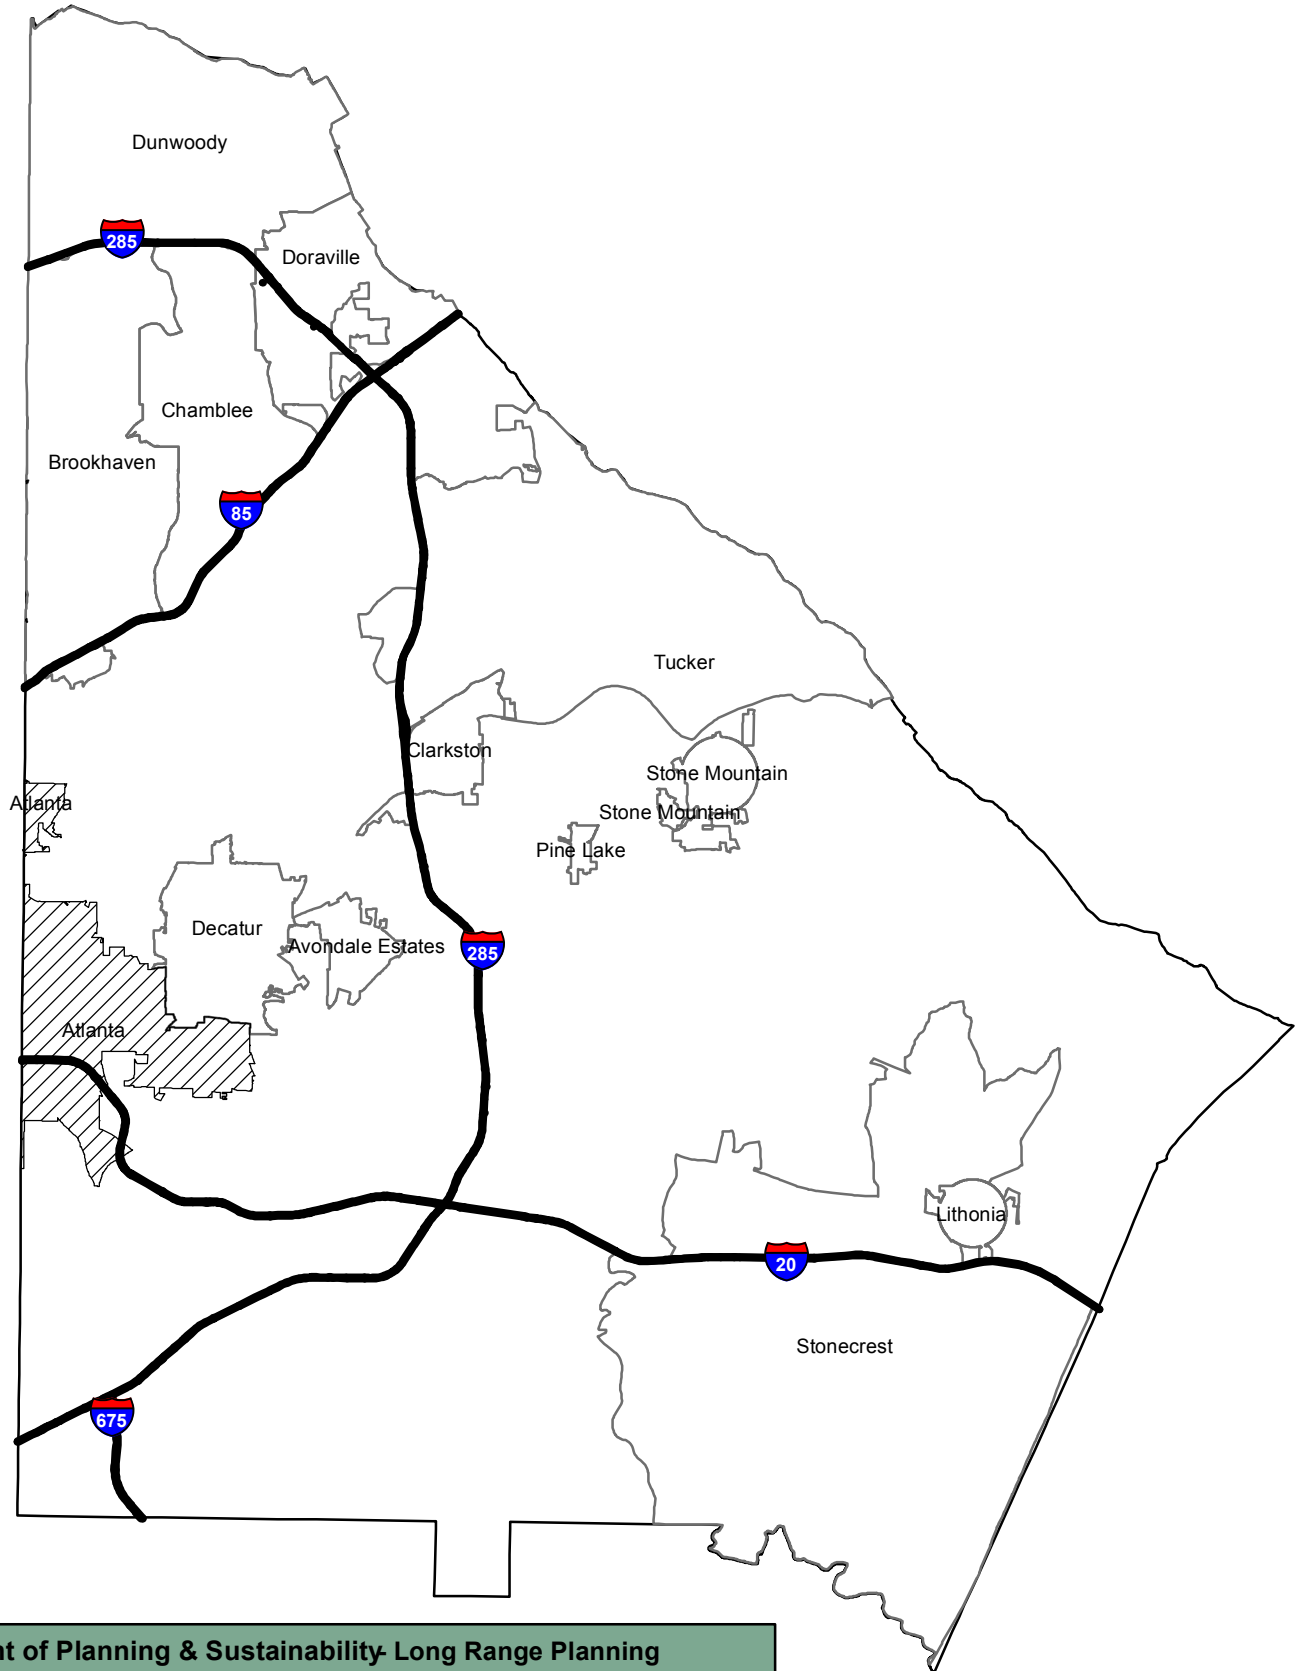 Dunwoody
285
Doraville
Chamblee
Brookhaven
85
Tucker
Clarkston
Stone Mountain
Atlanta
Stone Mountain
Pine Lake
Decatur
Avondale Estates
285
Atlanta
Lithonia
20
Stonecrest
675
nt of Planning & Sustainability- Long Range Planning